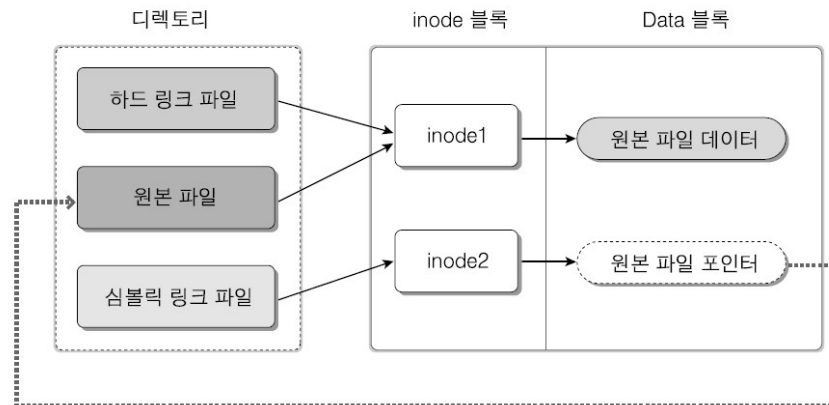 디렉토리
inode 블록
Data 블록
하드 링크 파일
inode1
원본 파일 데이터
원본 파일
inode2
원본 파일 포인터
심볼릭 링크 파일